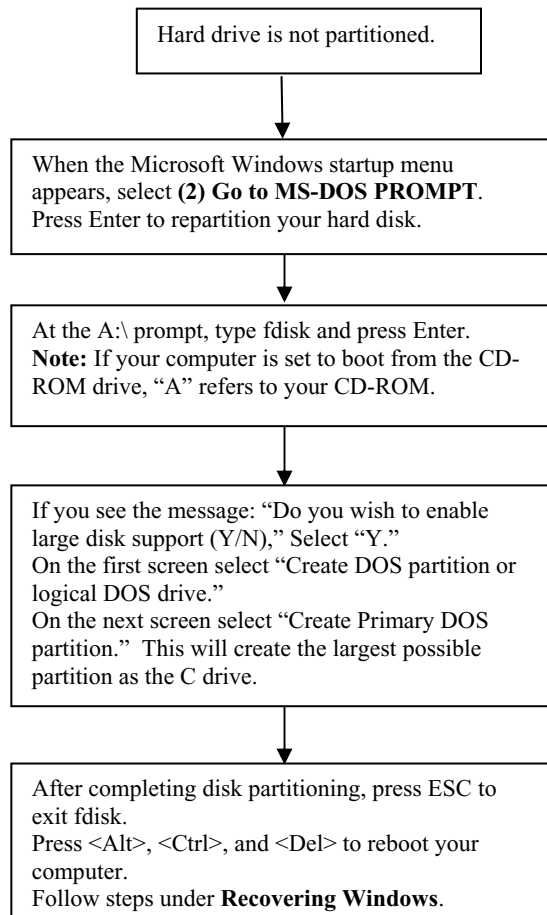 Hard drive is not partitioned.
When the Microsoft Windows startup menu
appears, select (2) Go to MS-DOS PROMPT.
Press Enter to repartition your hard disk.
At the A:\ prompt, type fdisk and press Enter.
Note: If your computer is set to boot from the CD-
ROM drive, “A” refers to your CD-ROM.
If you see the message: “Do you wish to enable
large disk support (Y/N),” Select “Y.”
On the first screen select “Create DOS partition or
logical DOS drive.”
On the next screen select “Create Primary DOS
partition.”  This will create the largest possible
partition as the C drive.
After completing disk partitioning, press ESC to
exit fdisk.
Press <Alt>, <Ctrl>, and <Del> to reboot your
computer.
Follow steps under Recovering Windows.